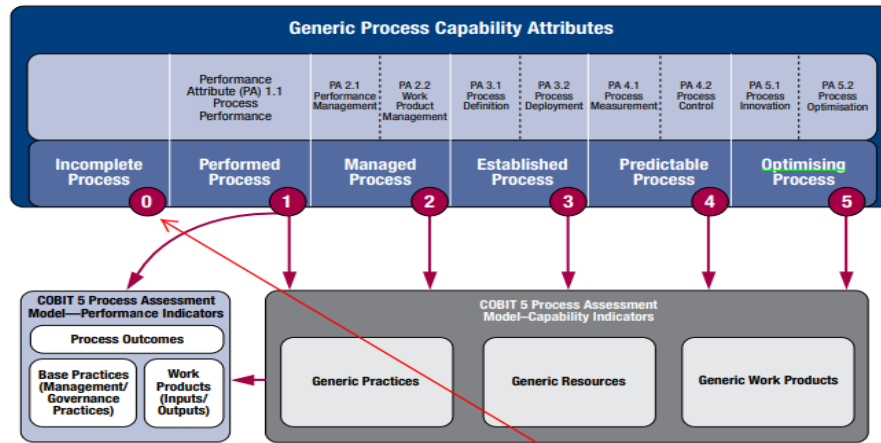 Generic Process Capability Attributes
Performance
Attribute (PA) 1.1
Process
Performance
PA 2.1
Performance
Management
PA 2.2
Work
Product
Management
PA 3.1
Process
Definition
PA 3.2
Process
Deployment
PA 4.1
Process
Measurement
PA 4.2
Process
Control
PA 5.1
Process
Innovation
PA 5.2
Process
Optimisation
Incomplete
Process
Performed
Process
Managed
Process
Established
Process
Predictable
Process
Optimising
Process
0
1
2
3
4
5
COBIT 5 Process Assessment
Model—Performance Indicators
Process Outcomes
Base Practices
(Management/
Governance
Practices)
Work
Products
(Inputs/
Outputs)
COBIT 5 Process Assessment
Model–Capability Indicators
Generic Practices
Generic Resources
Generic Work Products